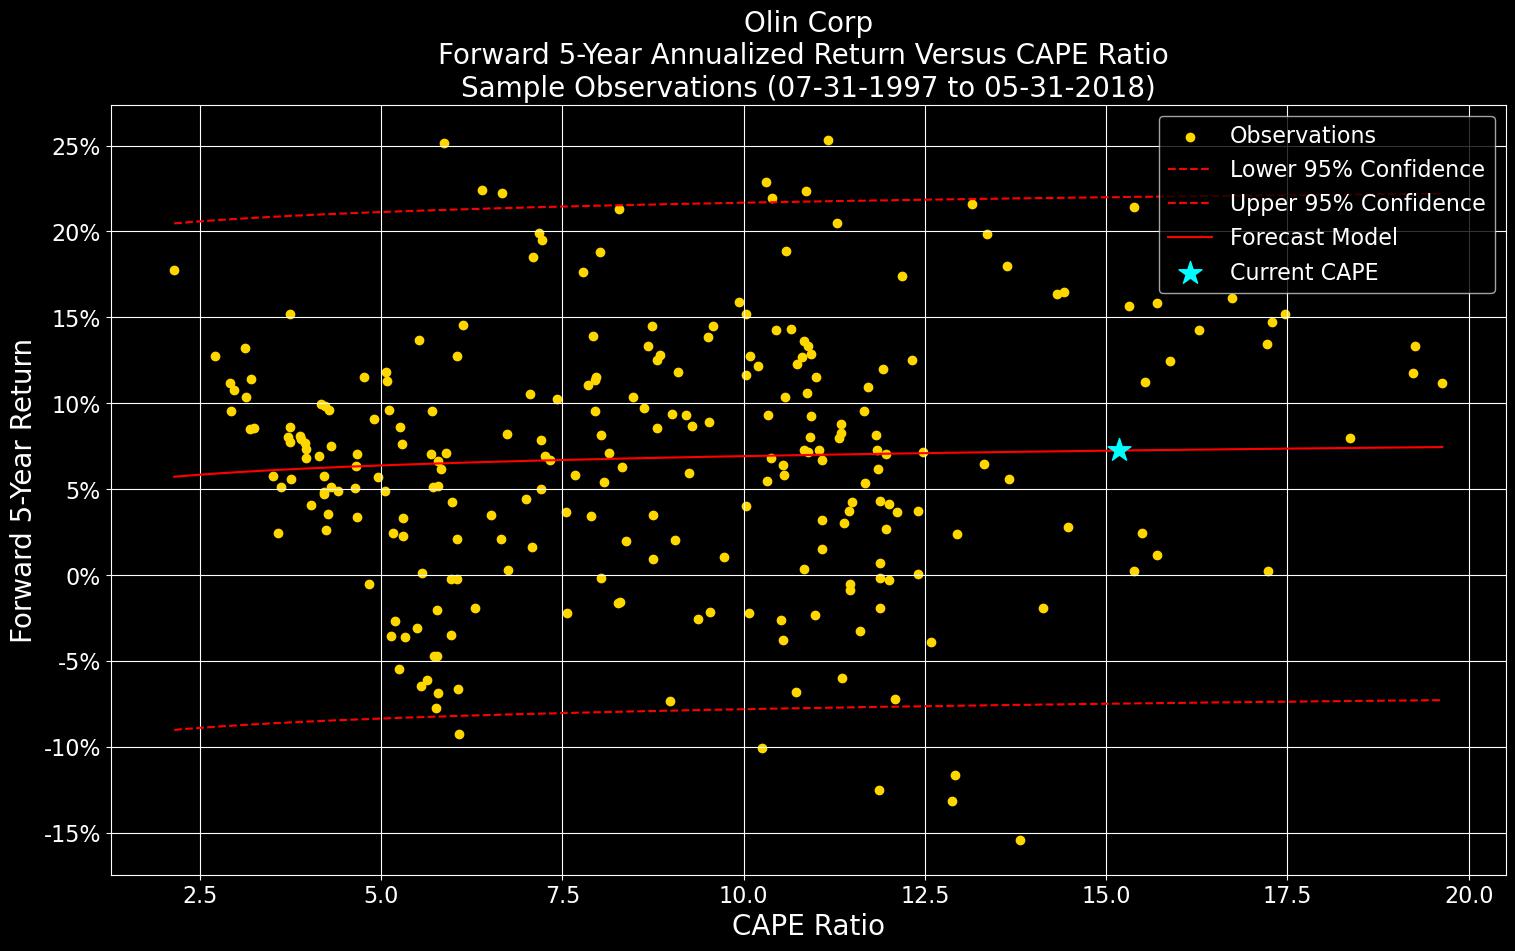 Olin Corp
Forward 5-Year Annualized Return Versus CAPE Ratio
Sample Observations (07-31-1997 to 05-31-2018)
Observations
Lower 95% Confidence
Upper 95% Confidence
Forecast Model
Current CAPE
Forward 5-Year Return
25%
20%
15%
10%
5%
0%
-5%
-10%
-15%
2.5 5.0 7.5 10.0 12.5 15.0 17.5 20.0
CAPE Ratio